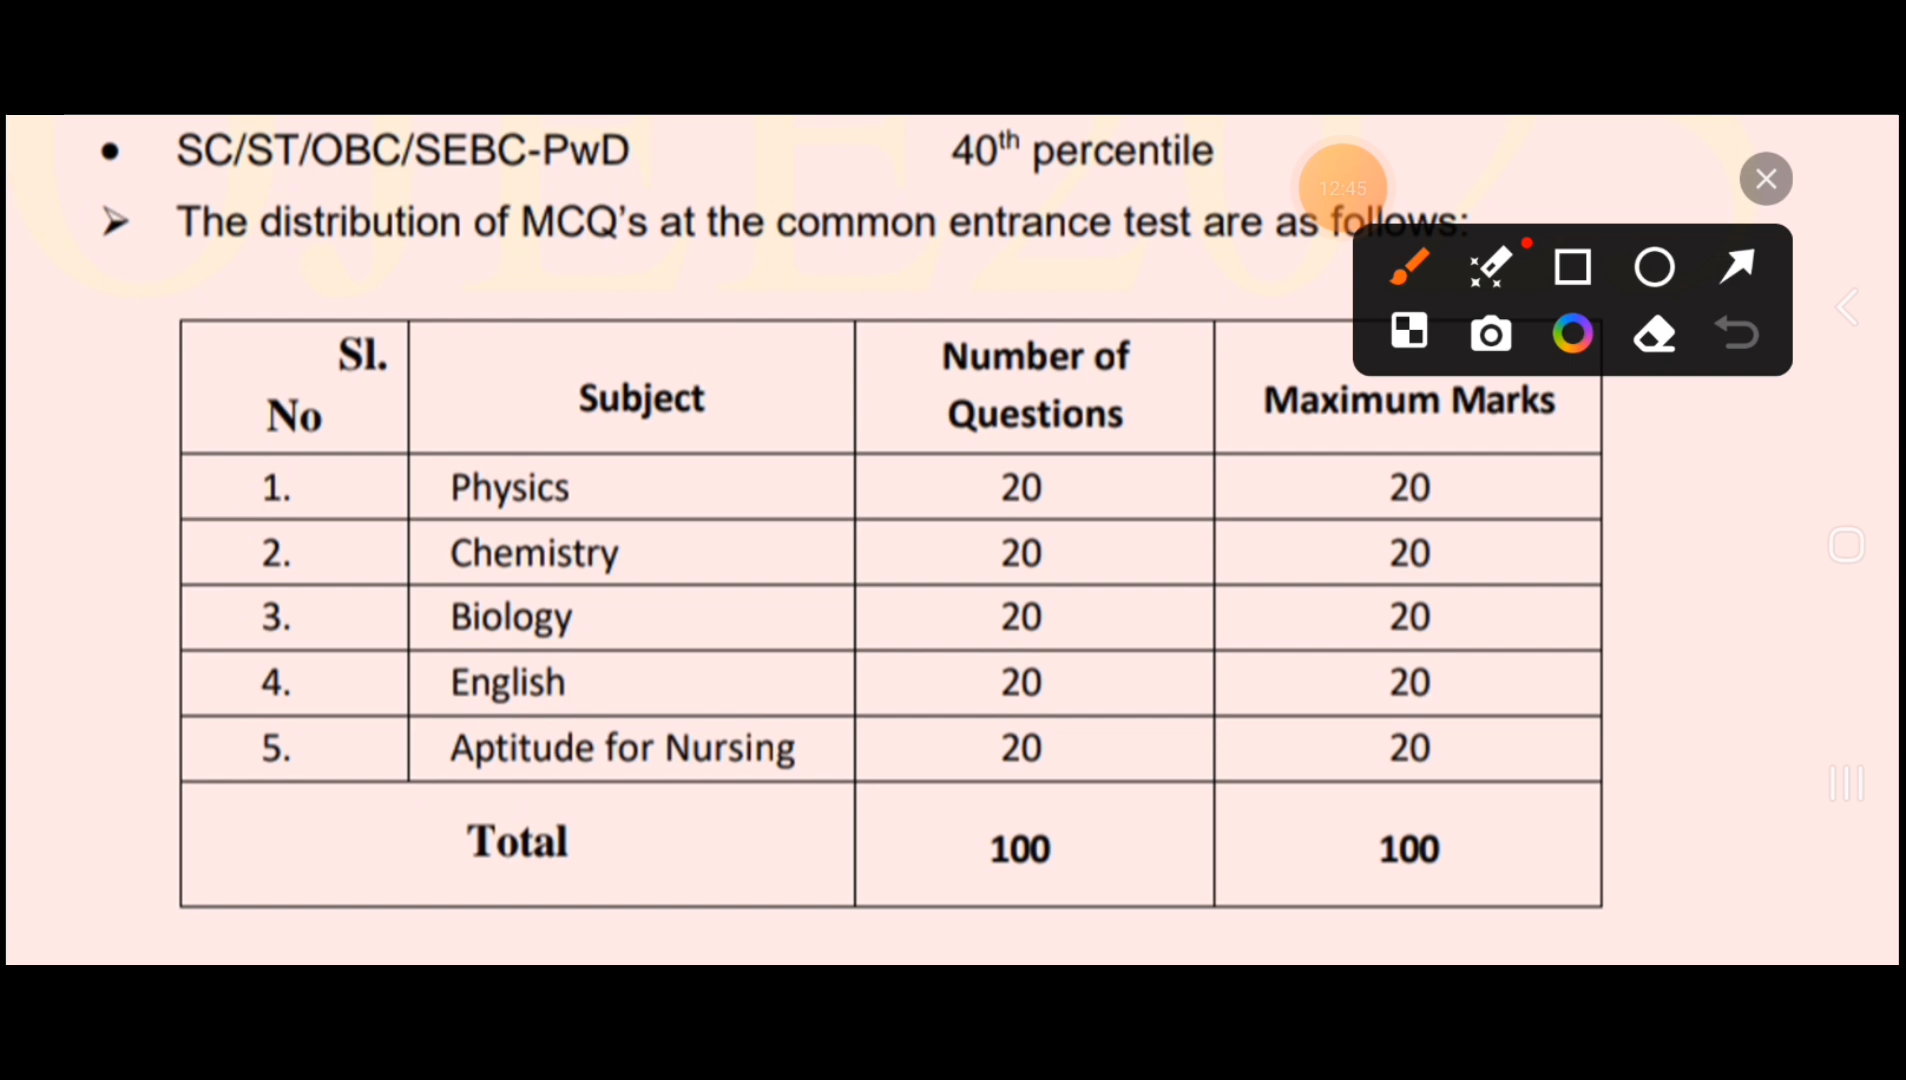 • SC/ST/OBC/SEBC-PwD 40th percentile
12:45
➢ The distribution of MCQ's at the common entrance test are as follows:
Sl. No Subject Number of Questions Maximum Marks
1. Physics 20 20
2. Chemistry 20 20
3. Biology 20 20
4. English 20 20
5. Aptitude for Nursing 20 20
Total 100 100